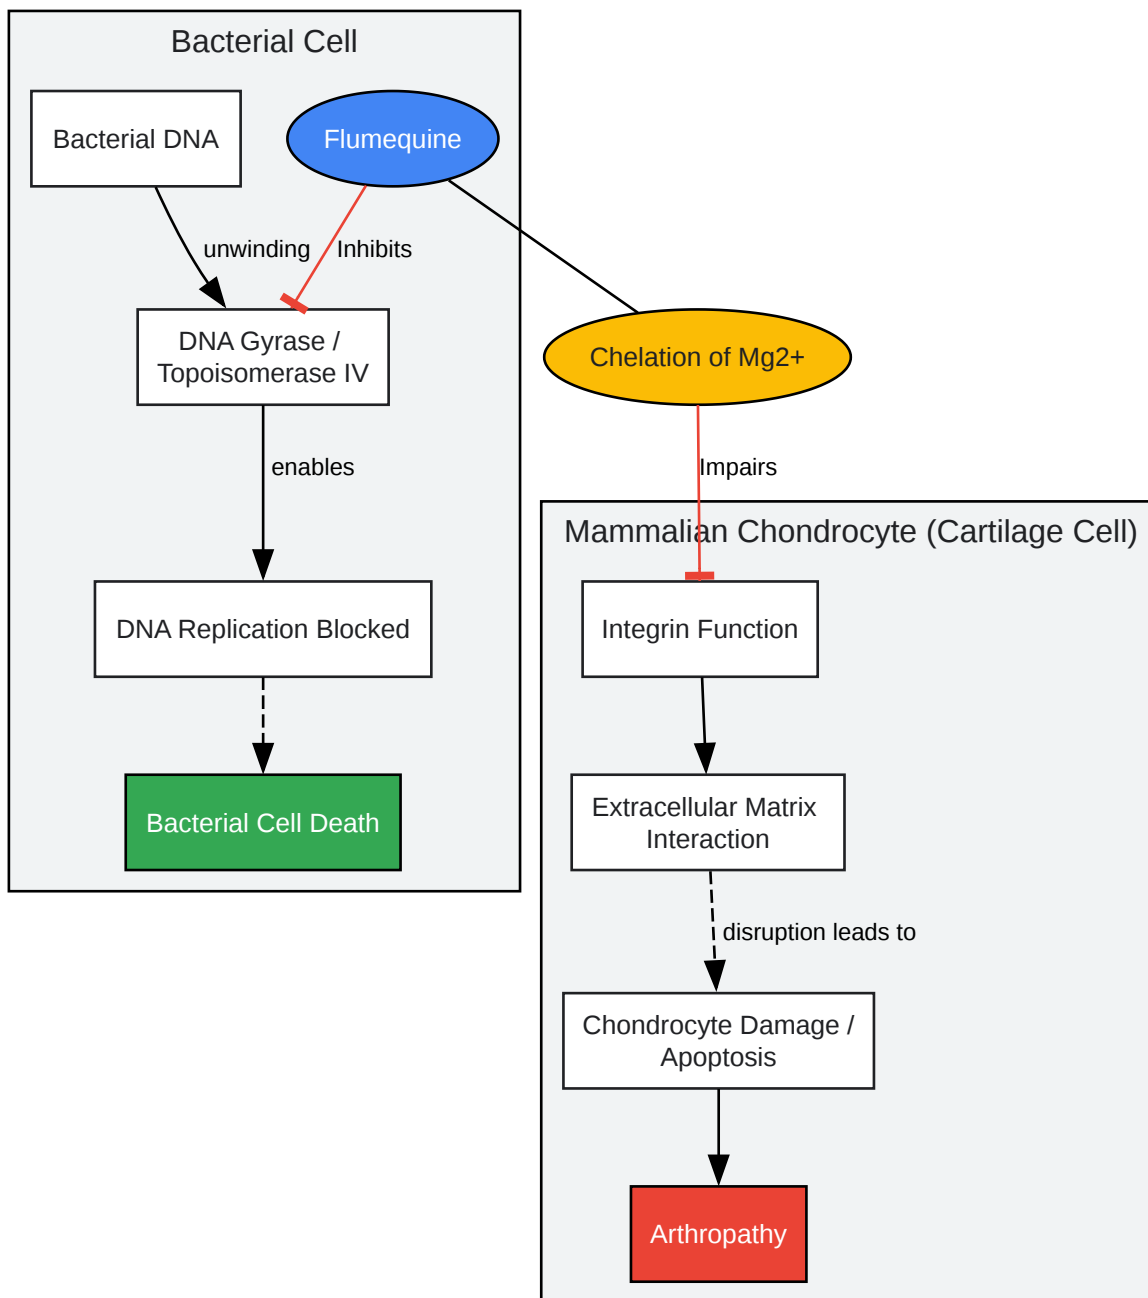 Bacterial Cell
Bacterial DNA
Flumequine
unwinding
Inhibits
DNA Gyrase /
Topoisomerase IV
Chelation of Mg2+
enables
Impairs
Mammalian Chondrocyte (Cartilage Cell)
DNA Replication Blocked
Integrin Function
Bacterial Cell Death
Extracellular Matrix
Interaction
disruption leads to
Chondrocyte Damage /
Apoptosis
Arthropathy